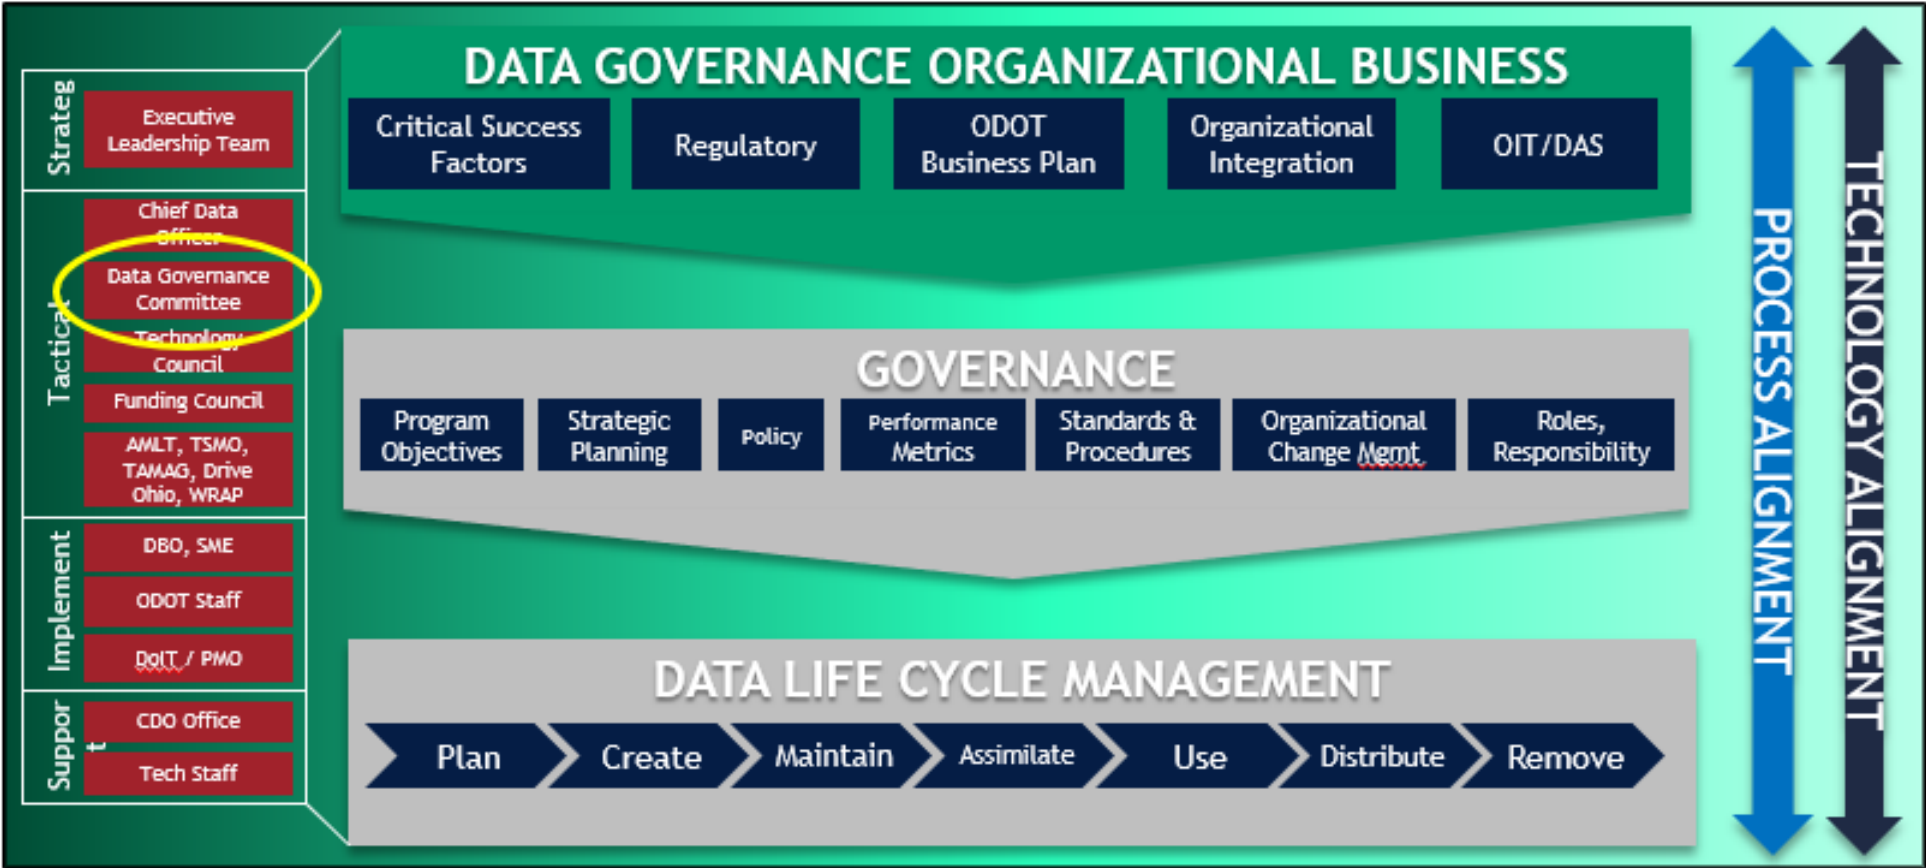 Strateg
Executive
Leadership Team
Tactical
Chief Data
Officer
Data Governance
Committee
Technology
Council
Funding Council
AMLT, TSMO,
TAMAG, Drive
Ohio, WRAP
Implement
DBO, SME
ODOT Staff
DoIT / PMO
Suppor
t
CDO Office
Tech Staff
DATA GOVERNANCE ORGANIZATIONAL BUSINESS
Critical Success
Factors
Regulatory
ODOT
Business Plan
Organizational
Integration
OIT/DAS
GOVERNANCE
Program
Objectives
Strategic
Planning
Policy
Performance
Metrics
Standards &
Procedures
Organizational
Change Mgmt
Roles,
Responsibility
DATA LIFE CYCLE MANAGEMENT
Plan
Create
Maintain
Assimilate
Use
Distribute
Remove
PROCESS ALIGNMENT
TECHNOLOGY ALIGNMENT